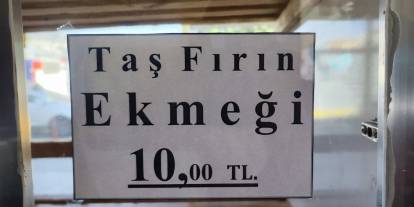 Taş Fırın
Ekmeği
10,00 TL.